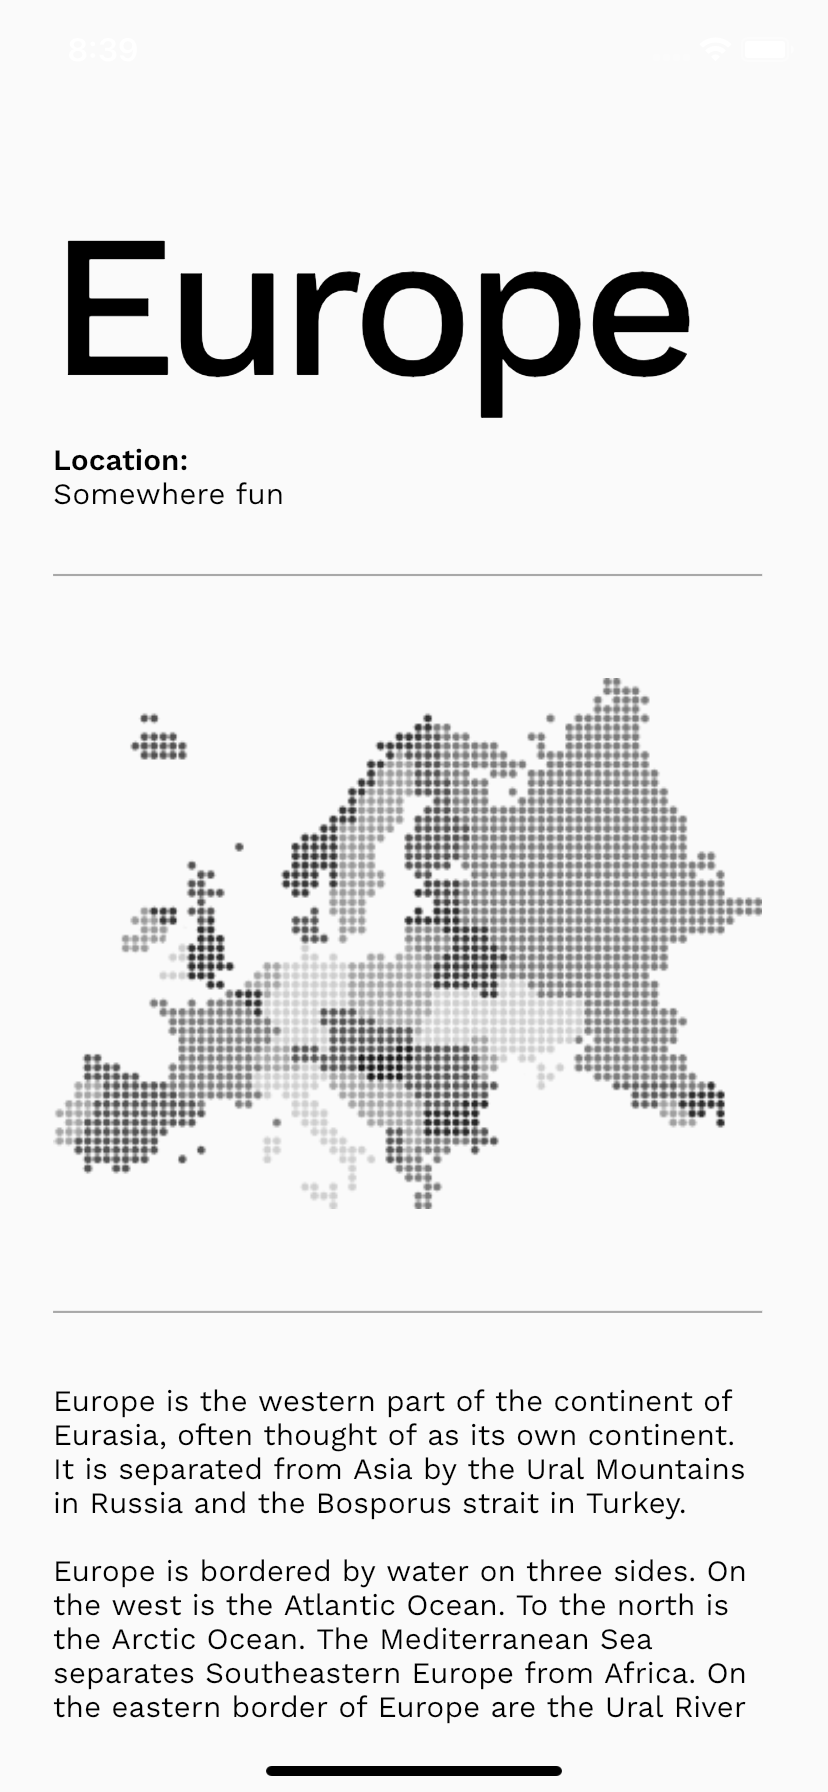 8:39
Europe
Location:
Somewhere fun
Europe is the western part of the continent of
Eurasia, often thought of as its own continent.
It is separated from Asia by the Ural Mountains
in Russia and the Bosporus strait in Turkey.
Europe is bordered by water on three sides. On
the west is the Atlantic Ocean. To the north is
the Arctic Ocean. The Mediterranean Sea
separates Southeastern Europe from Africa. On
the eastern border of Europe are the Ural River